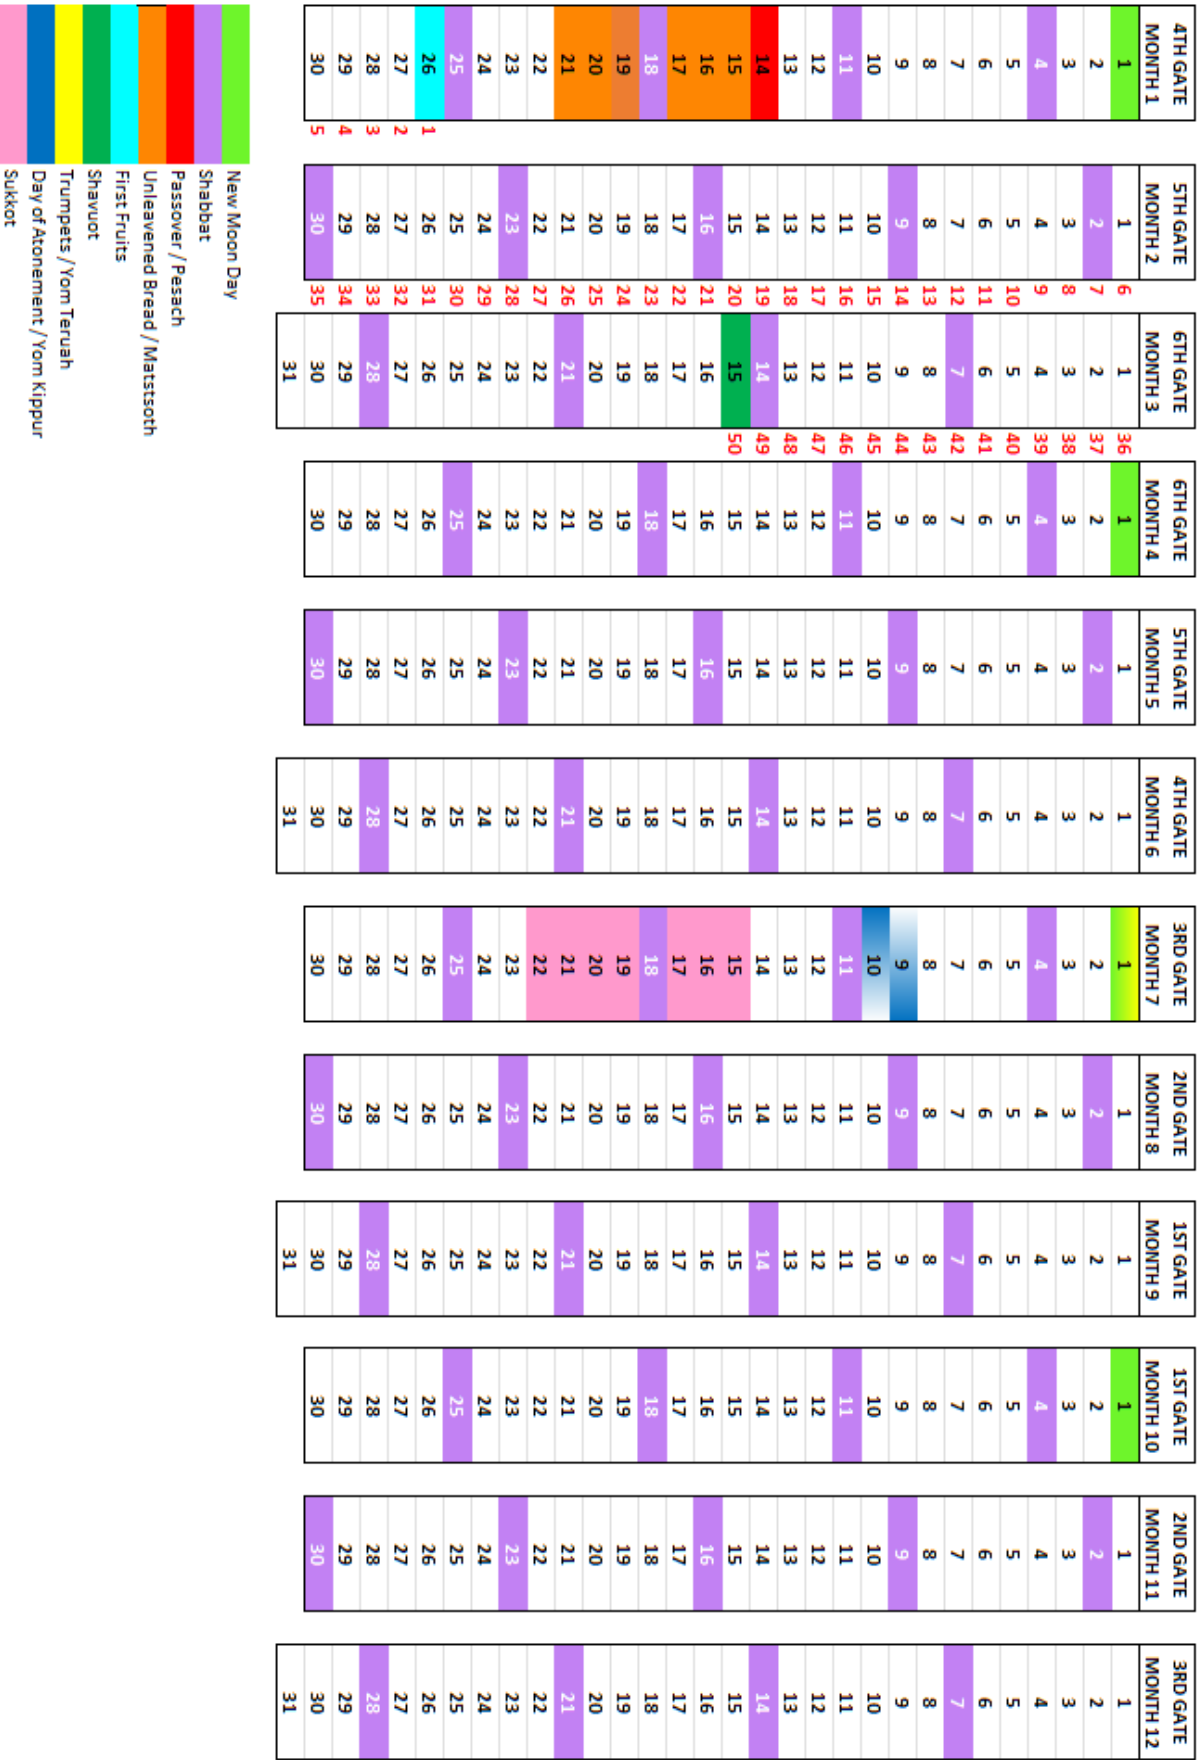 4TH GATE 5TH GATE 6TH GATE 6TH GATE 5TH GATE 4TH GATE 3RD GATE 2ND GATE 1ST GATE 1ST GATE 2ND GATE 3RD GATE
MONTH 1 MONTH 2 MONTH 3 MONTH 4 MONTH 5 MONTH 6 MONTH 7 MONTH 8 MONTH 9 MONTH 10 MONTH 11 MONTH 12
1 1 6 1 36 1 1 1 1 1 1 1 1 1
2 2 7 2 37 2 2 2 2 2 2 2 2 2
3 3 8 3 38 3 3 3 3 3 3 3 3 3
4 4 9 4 39 4 4 4 4 4 4 4 4 4
5 5 10 5 40 5 5 5 5 5 5 5 5 5
6 6 11 6 41 6 6 6 6 6 6 6 6 6
7 7 12 7 42 7 7 7 7 7 7 7 7 7
8 8 13 8 43 8 8 8 8 8 8 8 8 8
9 9 14 9 44 9 9 9 9 9 9 9 9 9
10 10 15 10 45 10 10 10 10 10 10 10 10 10
11 11 16 11 46 11 11 11 11 11 11 11 11 11
12 12 17 12 47 12 12 12 12 12 12 12 12 12
13 13 18 13 48 13 13 13 13 13 13 13 13 13
14 14 19 14 49 14 14 14 14 14 14 14 14 14
15 15 20 15 50 15 15 15 15 15 15 15 15 15
16 16 21 16 16 16 16 16 16 16 16 16 16
17 17 22 17 17 17 17 17 17 17 17 17 17
18 18 23 18 18 18 18 18 18 18 18 18 18
19 19 24 19 19 19 19 19 19 19 19 19 19
20 20 25 20 20 20 20 20 20 20 20 20 20
21 21 26 21 21 21 21 21 21 21 21 21 21
22 22 27 22 22 22 22 22 22 22 22 22 22
23 23 28 23 23 23 23 23 23 23 23 23 23
24 24 29 24 24 24 24 24 24 24 24 24 24
25 25 30 25 25 25 25 25 25 25 25 25 25
26 1 26 31 26 26 26 26 26 26 26 26 26 26
27 2 27 32 27 27 27 27 27 27 27 27 27 27
28 3 28 33 28 28 28 28 28 28 28 28 28 28
29 4 29 34 29 29 29 29 29 29 29 29 29 29
30 5 30 35 30 30 30 30 30 30 30 30 30 30
31 31 31 31
New Moon Day
Shabbat
Passover / Pesach
Unleavened Bread / Matstsoth
First Fruits
Shavuot
Trumpets / Yom Teruah
Day of Atonement / Yom Kippur
Sukkot